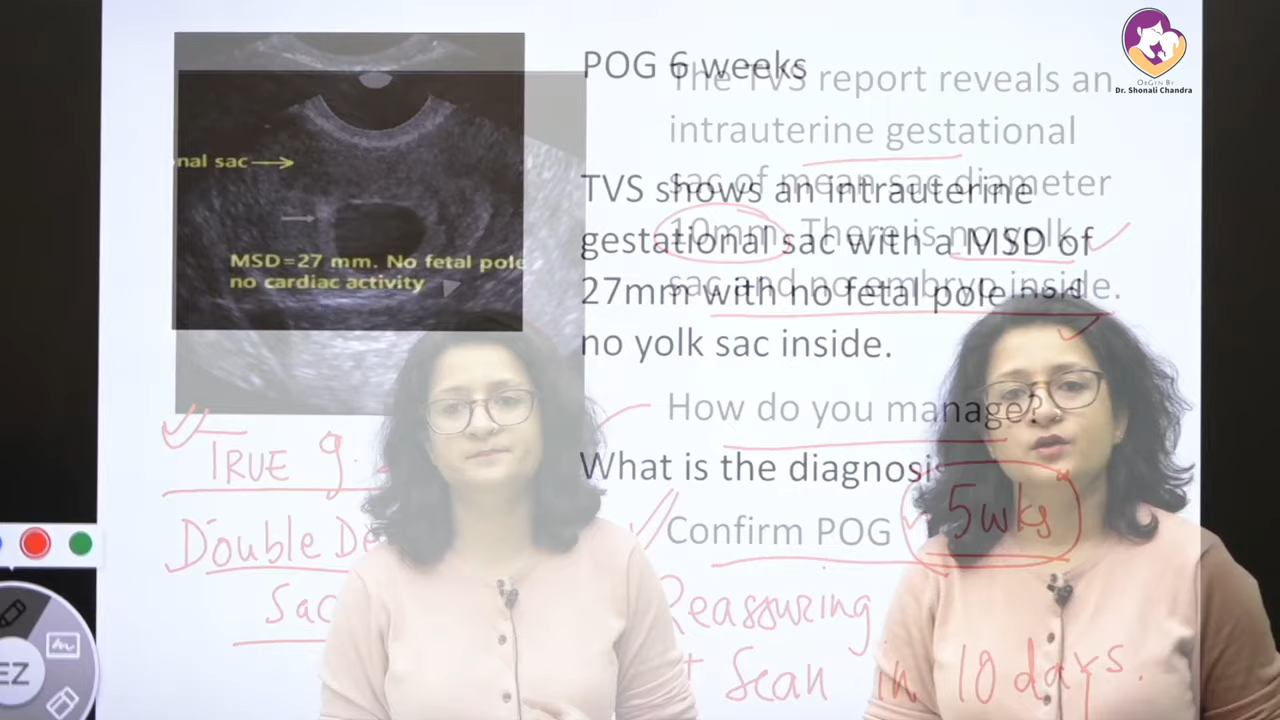 OBGYN BY
Dr. Shonali Chandra
nal sac
MSD=27 mm. No fetal pole
no cardiac activity
POG 6 weeks
TVS shows an intrauterine
gestational sac with a MSD of
27mm with no fetal pole nor
no yolk sac inside.
What is the diagnosi
The TVS report reveals an
intrauterine gestational
sac of mean sac diameter
10mm. There is no yolk
sac and no embryo inside.
How do you manage?
Confirm POG 5wks
Reassuring
Scan in 10 days.
TRUE g.
Double De
Sac
EZ